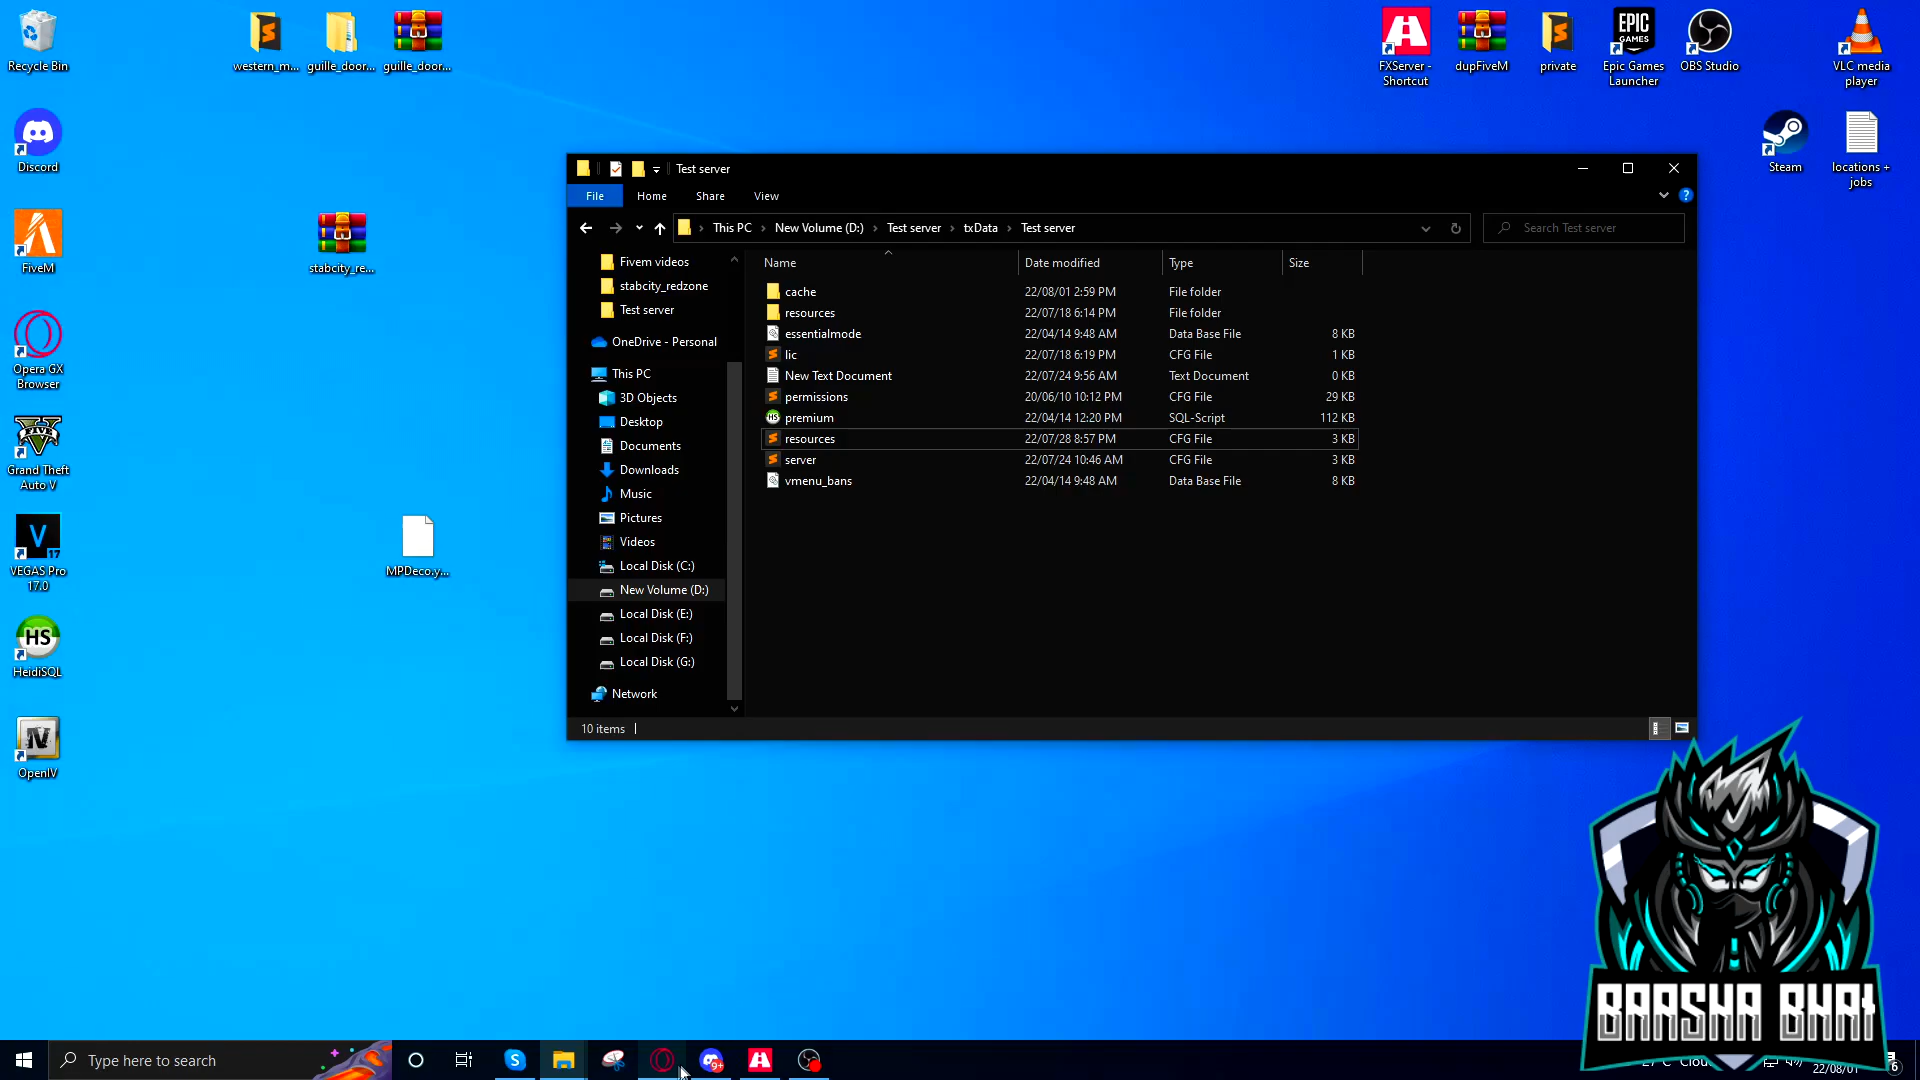 Recycle Bin
western_m...
guille_door...
guille_door...
FXServer -
Shortcut
dupFiveM
private
EPIC
GAMES
Epic Games
Launcher
OBS Studio
VLC media
player
Discord
Steam
locations +
jobs
FiveM
stabcity_re...
Opera GX
Browser
FIVE
Grand Theft
Auto V
V
17
VEGAS Pro
17.0
MPDeco.y...
HS
HeidiSQL
OpenIV
Test server
File
Home
Share
View
This PC
New Volume (D:)
Test server
txData
Test server
Search Test server
Fivem videos
stabcity_redzone
Test server
OneDrive - Personal
This PC
3D Objects
Desktop
Documents
Downloads
Music
Pictures
Videos
Local Disk (C:)
New Volume (D:)
Local Disk (E:)
Local Disk (F:)
Local Disk (G:)
Network
Name Date modified Type Size
cache 22/08/01 2:59 PM File folder
resources 22/07/18 6:14 PM File folder
essentialmode 22/04/14 9:48 AM Data Base File 8 KB
lic 22/07/18 6:19 PM CFG File 1 KB
New Text Document 22/07/24 9:56 AM Text Document 0 KB
permissions 20/06/10 10:12 PM CFG File 29 KB
premium 22/04/14 12:20 PM SQL-Script 112 KB
resources 22/07/28 8:57 PM CFG File 3 KB
server 22/07/24 10:46 AM CFG File 3 KB
vmenu_bans 22/04/14 9:48 AM Data Base File 8 KB
10 items
BAASHA BHAI
Type here to search
9+
22/08/01
6